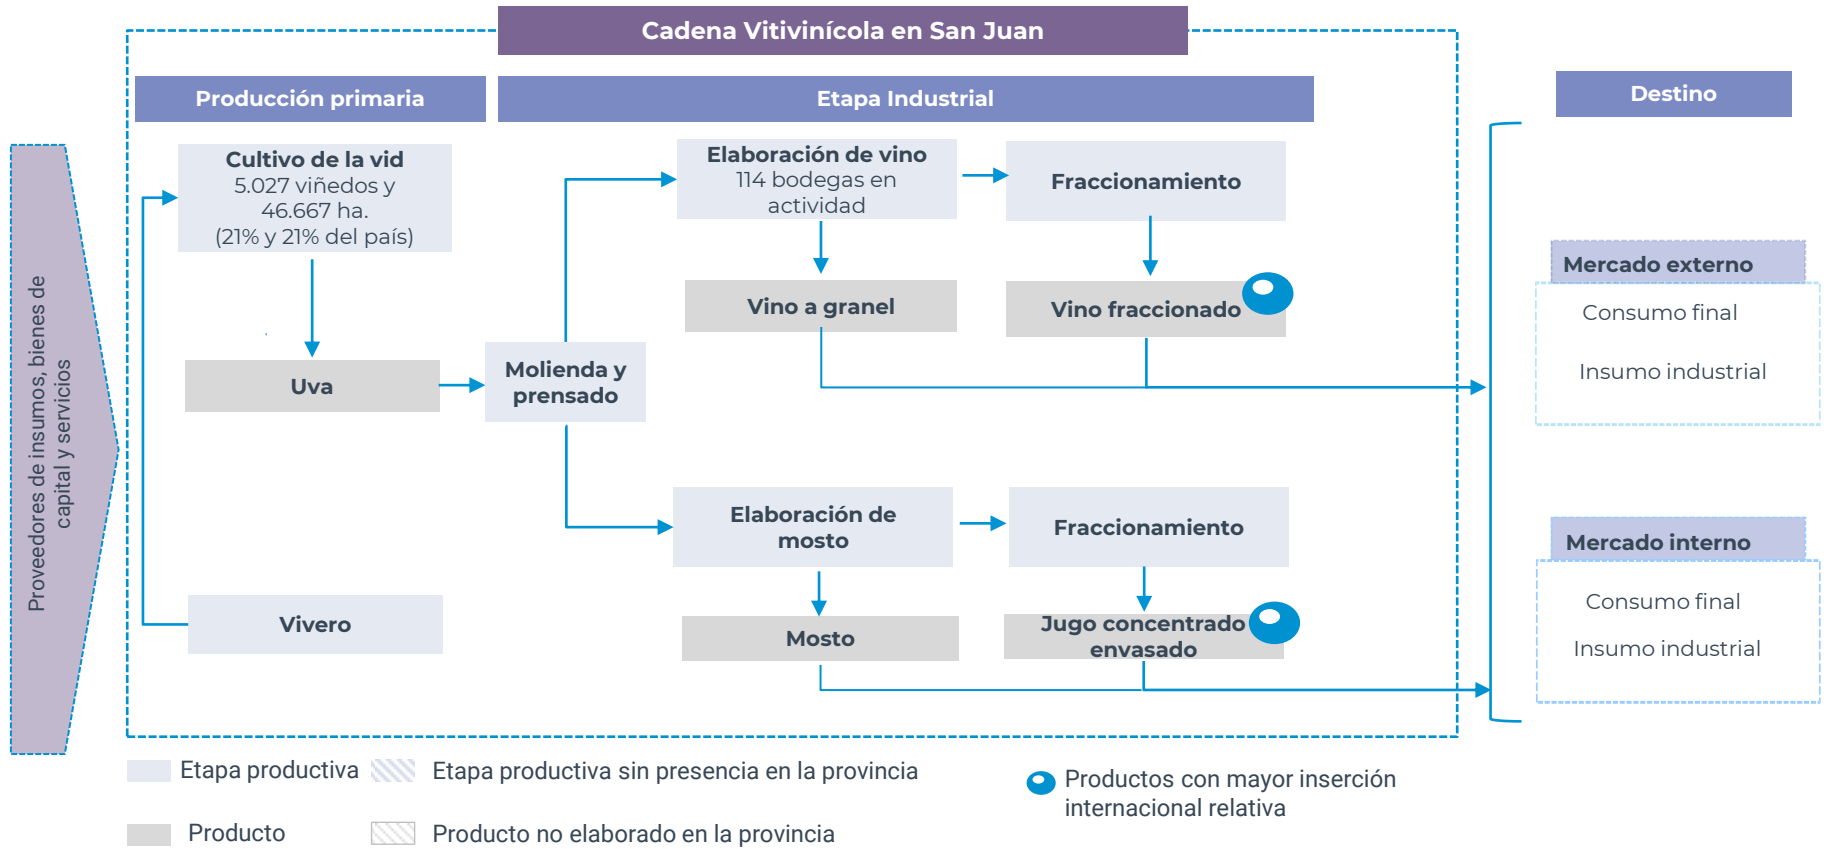 Cadena Vitivinícola en San Juan
Producción primaria
Etapa Industrial
Destino
Proveedores de insumos, bienes de
capital y servicios
Cultivo de la vid
5.027 viñedos y
46.667 ha.
(21% y 21% del país)
Uva
Vivero
Molienda y
prensado
Elaboración de vino
114 bodegas en
actividad
Fraccionamiento
Vino a granel
Vino fraccionado
Elaboración de
mosto
Fraccionamiento
Mosto
Jugo concentrado
envasado
Mercado externo
Consumo final
Insumo industrial
Mercado interno
Consumo final
Insumo industrial
Etapa productiva
Etapa productiva sin presencia en la provincia
Productos con mayor inserción
internacional relativa
Producto
Producto no elaborado en la provincia